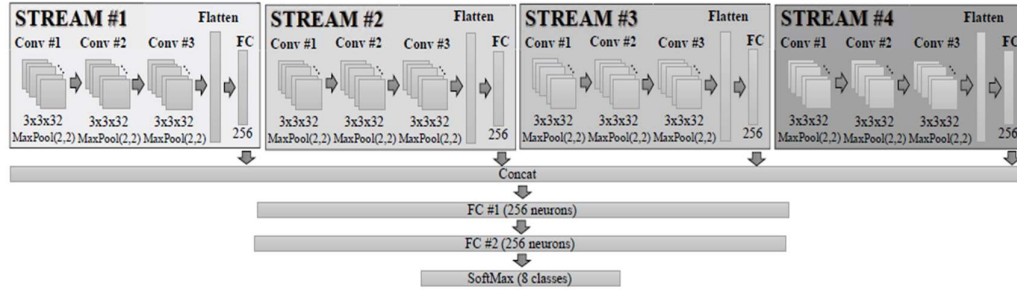 STREAM #1
Flatten
Conv #1 Conv #2 Conv #3
FC
3x3x32 3x3x32 3x3x32
MaxPool(2,2) MaxPool(2,2) MaxPool(2,2)
256
STREAM #2
Flatten
Conv #1 Conv #2 Conv #3
FC
3x3x32 3x3x32 3x3x32
MaxPool(2,2) MaxPool(2,2) MaxPool(2,2)
256
STREAM #3
Flatten
Conv #1 Conv #2 Conv #3
FC
3x3x32 3x3x32 3x3x32
MaxPool(2,2) MaxPool(2,2) MaxPool(2,2)
256
STREAM #4
Flatten
Conv #1 Conv #2 Conv #3
FC
3x3x32 3x3x32 3x3x32
MaxPool(2,2) MaxPool(2,2) MaxPool(2,2)
256
Concat
FC #1 (256 neurons)
FC #2 (256 neurons)
SoftMax (8 classes)